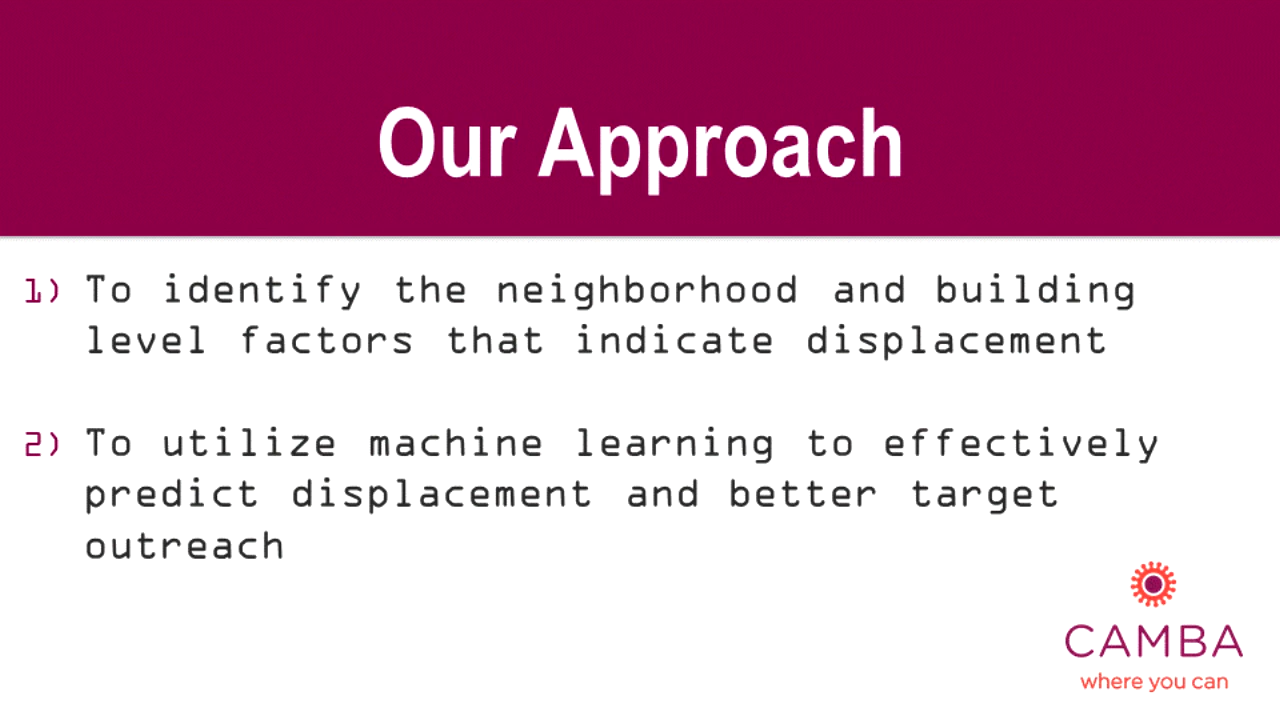 Our Approach
1) To identify the neighborhood and building
level factors that indicate displacement
2) To utilize machine learning to effectively
predict displacement and better target
outreach
CAMBA
where you can